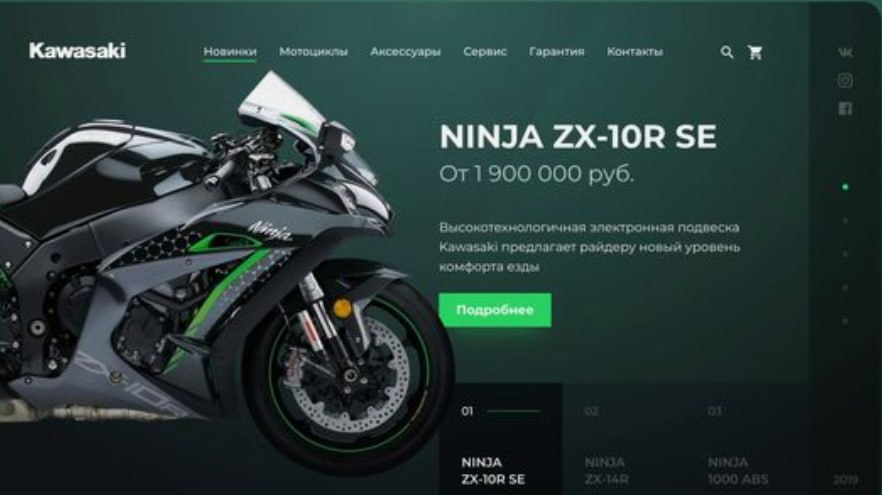 Kawasaki
Новинки Мотоциклы Аксессуары Сервис Гарантия Контакты
NINJA ZX-10R SE
От 1 900 000 руб.
Высокотехнологичная электронная подвеска
Kawasaki предлагает райдеру новый уровень
комфорта езды
Подробнее
Ninja
ZX-10R
01 02 03
NINJA NINJA NINJA
ZX-10R SE ZX-14R 1000 ABS
2019